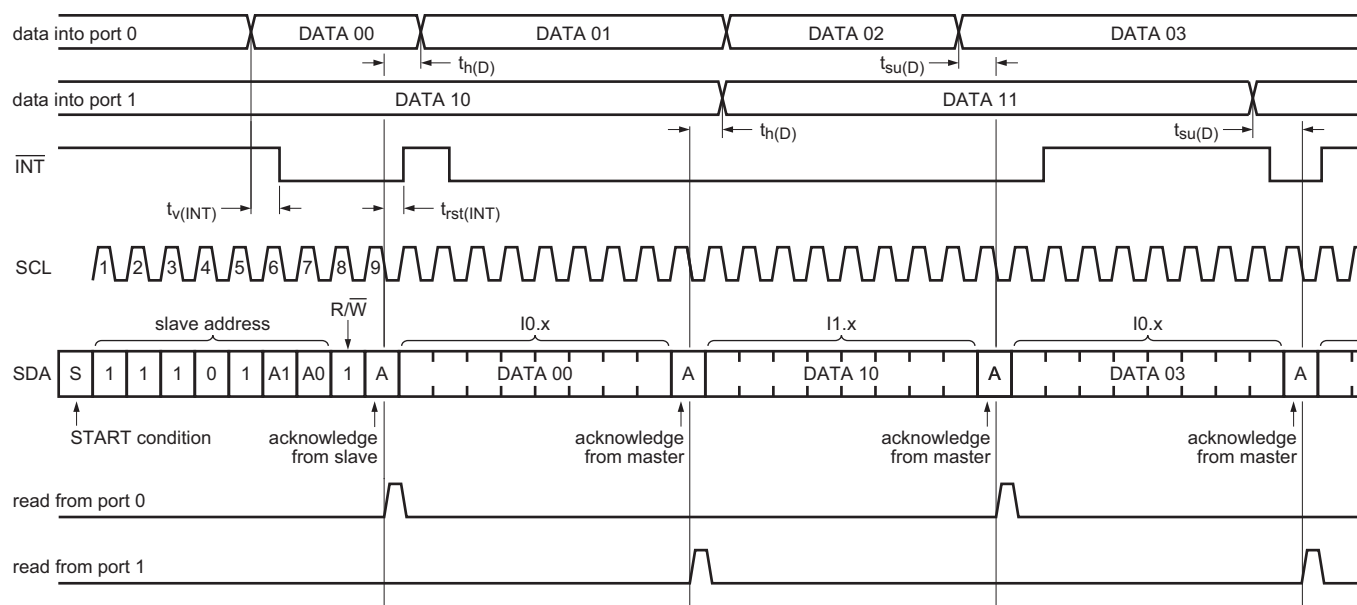 data into port 0
DATA 00
DATA 01
DATA 02
DATA 03
th(D)
tsu(D)
data into port 1
DATA 10
DATA 11
th(D)
tsu(D)
INT
tv(INT)
trst(INT)
SCL
1 2 3 4 5 6 7 8 9
R/W
slave address
I0.x
I1.x
I0.x
SDA S 1 1 1 0 1 A1 A0 1 A DATA 00 A DATA 10 A DATA 03 A
START condition
acknowledge
from slave
acknowledge
from master
acknowledge
from master
acknowledge
from master
read from port 0
read from port 1